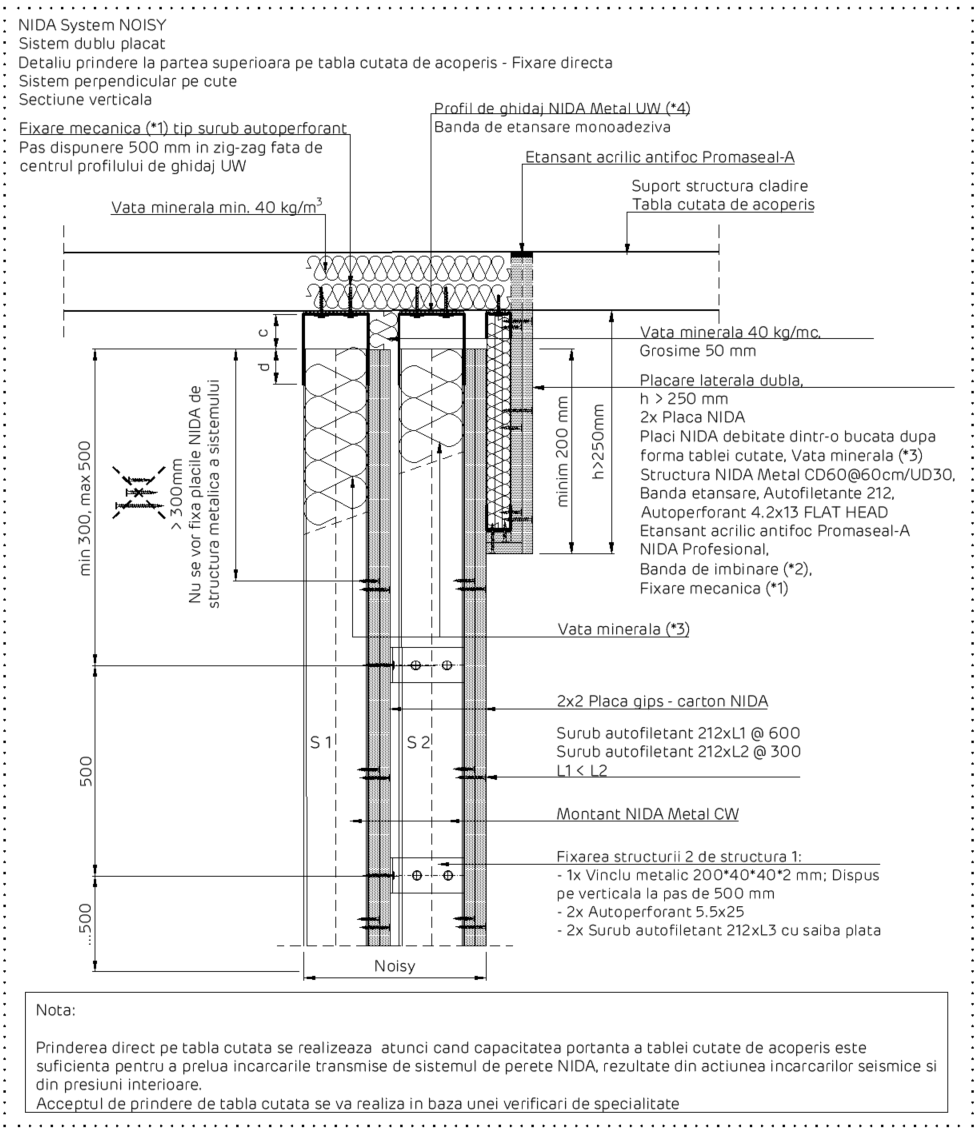 NIDA System NOISY
Sistem dublu placat
Detaliu prindere la partea superioara pe tabla cutata de acoperis - Fixare directa
Sistem perpendicular pe cute
Sectiune verticala
Fixare mecanica (*1) tip surub autoperforant
Pas dispunere 500 mm in zig-zag fata de
centrul profilului de ghidaj UW
Profil de ghidaj NIDA Metal UW (*4)
Banda de etansare monoadeziva
Etansant acrilic antifoc Promaseal-A
Suport structura cladire
Tabla cutata de acoperis
Vata minerala min. 40 kg/m³
c
d
min 300, max 500
> 300mm
Nu se vor fixa placile NIDA de
structura metalica a sistemului
minim 200 mm
h>250mm
Vata minerala 40 kg/mc,
Grosime 50 mm
Placare laterala dubla,
h > 250 mm
2x Placa NIDA
Placi NIDA debitate dintr-o bucata dupa
forma tablei cutate, Vata minerala (*3)
Structura NIDA Metal CD60@60cm/UD30,
Banda etansare, Autofiletante 212,
Autoperforant 4.2x13 FLAT HEAD
Etansant acrilic antifoc Promaseal-A
NIDA Profesional,
Banda de imbinare (*2),
Fixare mecanica (*1)
Vata minerala (*3)
2x2 Placa gips - carton NIDA
S 1
S 2
Surub autofiletant 212xL1 @ 600
Surub autofiletant 212xL2 @ 300
L1 < L2
500
Montant NIDA Metal CW
Fixarea structurii 2 de structura 1:
- 1x Vinclu metalic 200*40*40*2 mm; Dispus
pe verticala la pas de 500 mm
- 2x Autoperforant 5.5x25
- 2x Surub autofiletant 212xL3 cu saiba plata
...500
Noisy
Nota:
Prinderea direct pe tabla cutata se realizeaza atunci cand capacitatea portanta a tablei cutate de acoperis este
suficienta pentru a prelua incarcarile transmise de sistemul de perete NIDA, rezultate din actiunea incarcarilor seismice si
din presiuni interioare.
Acceptul de prindere de tabla cutata se va realiza in baza unei verificari de specialitate